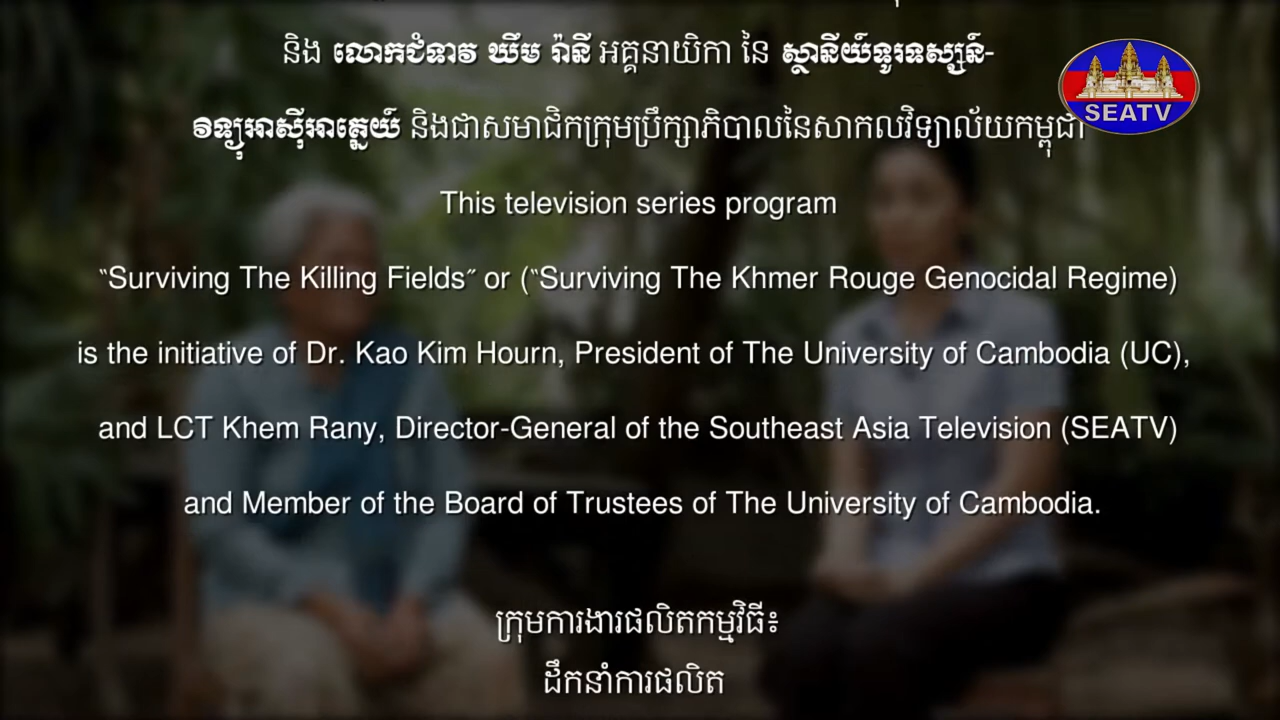 និង លោកជំទាវ ឃឹម រ៉ានី អគ្គនាយិកា នៃ ស្ថានីយ៍ទូរទស្សន៍-
វិទ្យុអាស៊ីអាគ្នេយ៍ និងជាសមាជិកក្រុមប្រឹក្សាភិបាលនៃសាកលវិទ្យាល័យកម្ពុជា
SEATV
This television series program
“Surviving The Killing Fields” or (“Surviving The Khmer Rouge Genocidal Regime)
is the initiative of Dr. Kao Kim Hourn, President of The University of Cambodia (UC),
and LCT Khem Rany, Director-General of the Southeast Asia Television (SEATV)
and Member of the Board of Trustees of The University of Cambodia.
ក្រុមការងារផលិតកម្មវិធី៖
ដឹកនាំការផលិត